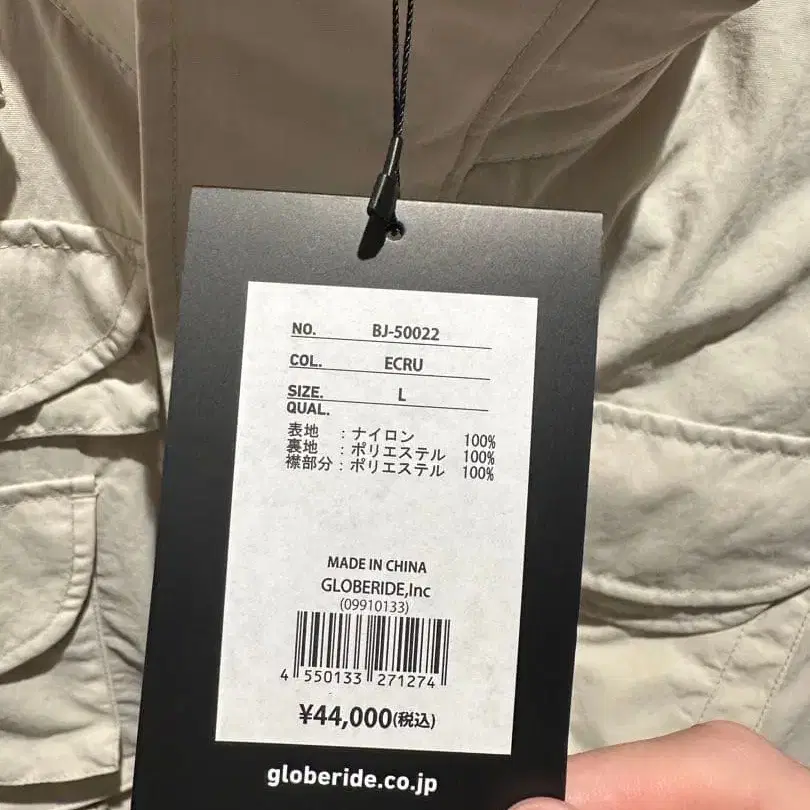 NO. BJ-50022
COL. ECRU
SIZE. L
QUAL.
表地 : ナイロン 100%
裏地 : ポリエステル 100%
襟部分 : ポリエステル 100%
MADE IN CHINA
GLOBERIDE,Inc
(09910133)
4 550133 271274
¥44,000(税込)
globeride.co.jp